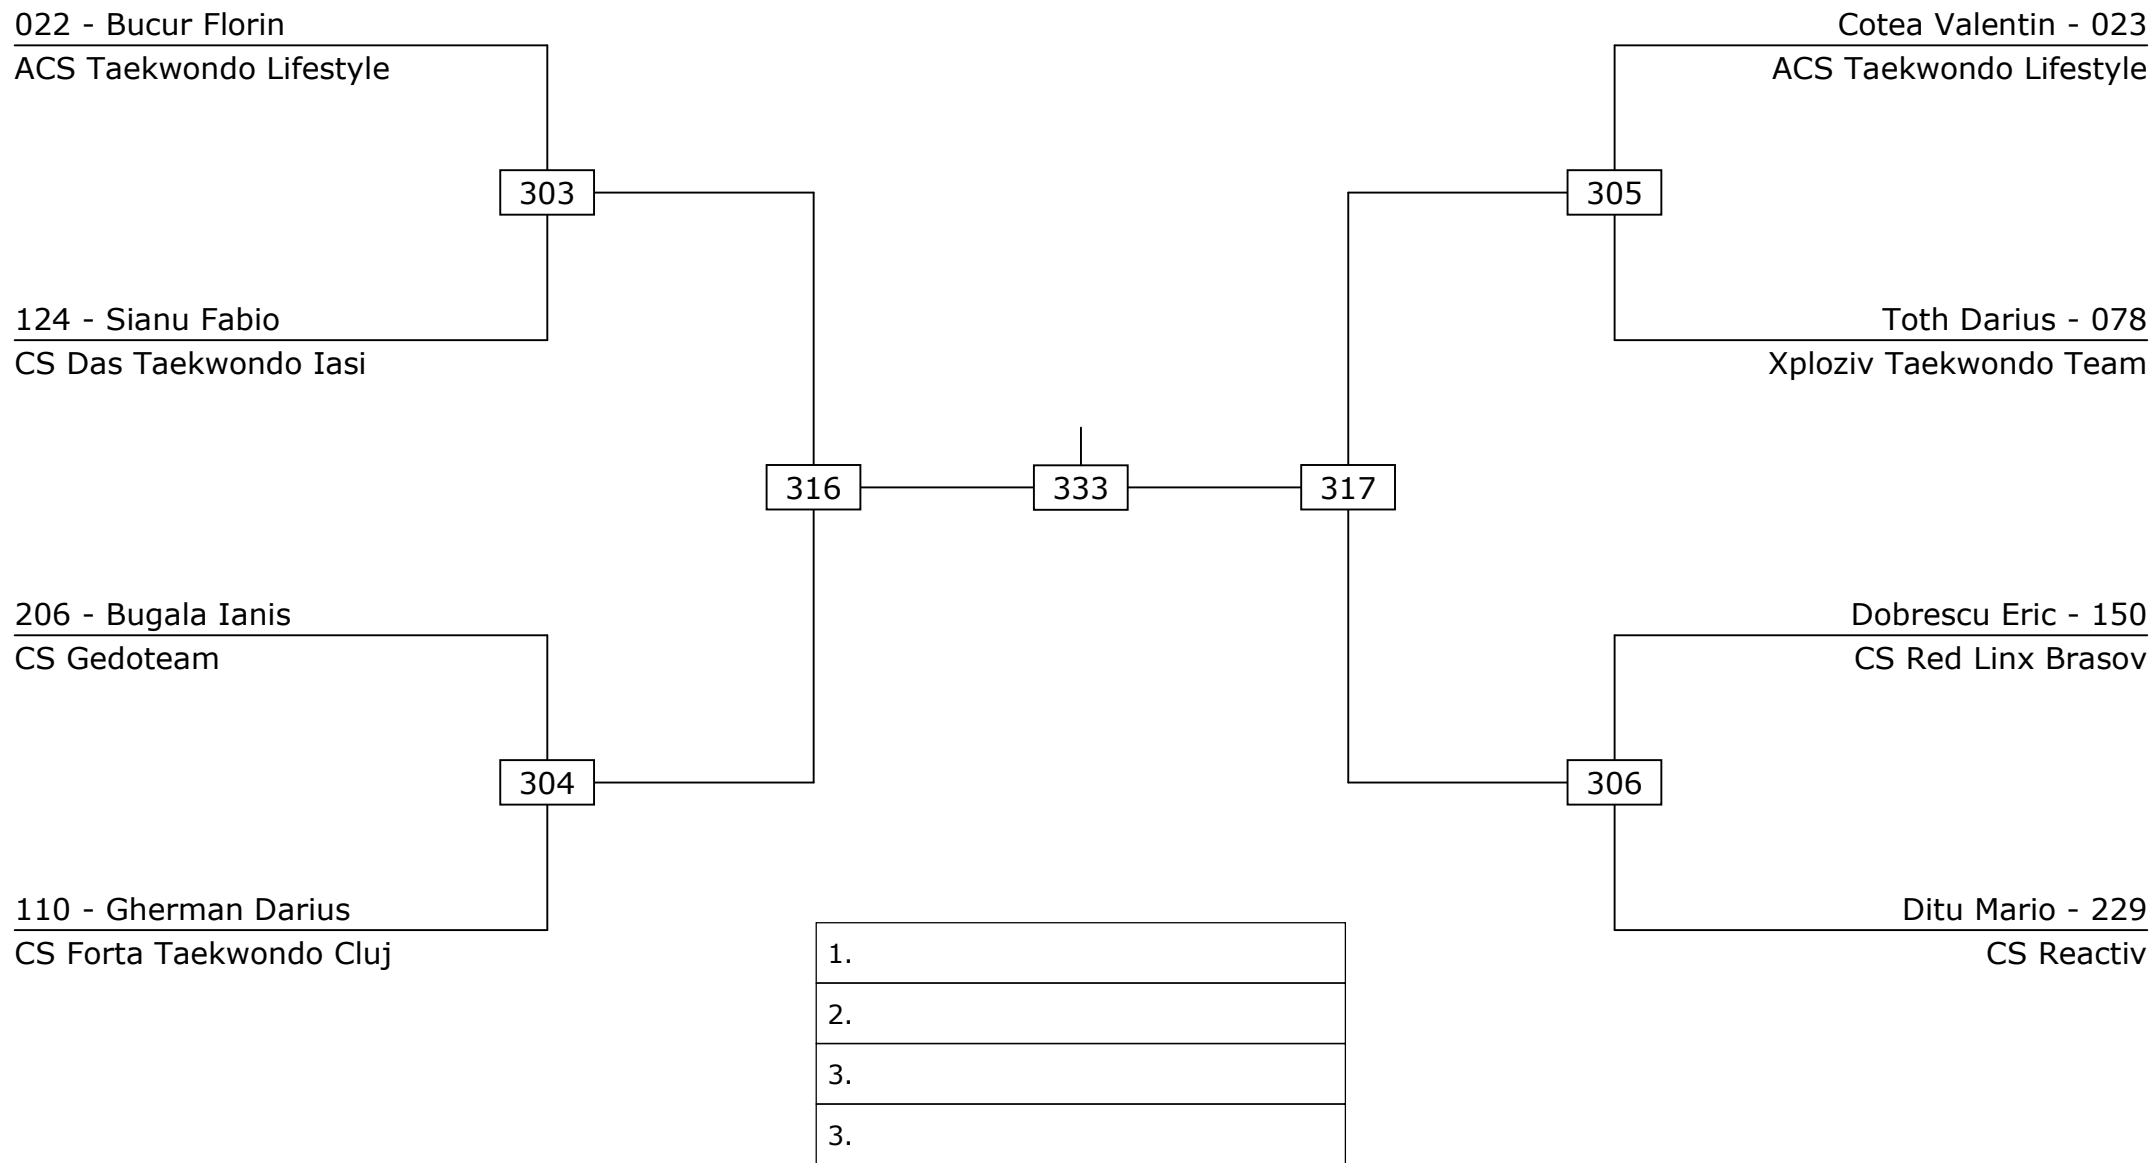 022 - Bucur Florin
ACS Taekwondo Lifestyle
Cotea Valentin - 023
ACS Taekwondo Lifestyle
303
305
124 - Sianu Fabio
CS Das Taekwondo Iasi
Toth Darius - 078
Xploziv Taekwondo Team
316
333
317
206 - Bugala Ianis
CS Gedoteam
Dobrescu Eric - 150
CS Red Linx Brasov
304
306
110 - Gherman Darius
CS Forta Taekwondo Cluj
Ditu Mario - 229
CS Reactiv
1.
2.
3.
3.